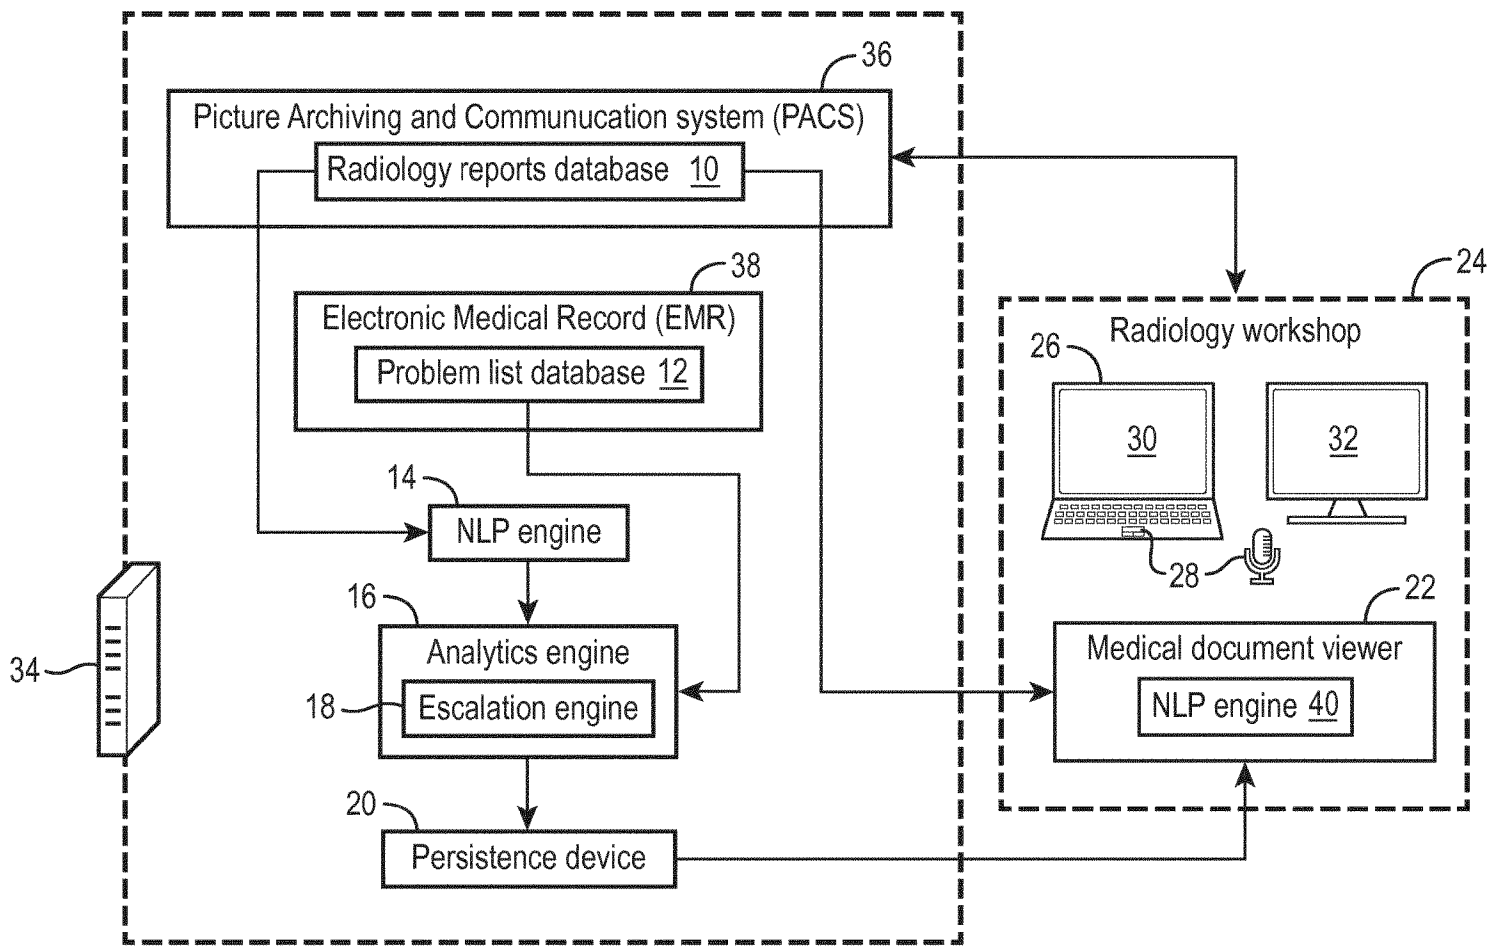 36
Picture Archiving and Communucation system (PACS)
Radiology reports database 10
38
Electronic Medical Record (EMR)
Problem list database 12
14
NLP engine
16
Analytics engine
18
Escalation engine
20
Persistence device
34
24
Radiology workshop
26
30
32
28
22
Medical document viewer
NLP engine 40